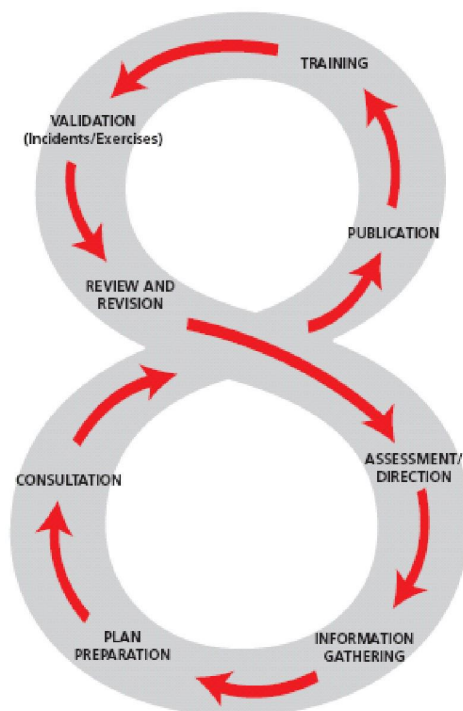 TRAINING
VALIDATION
(Incidents/Exercises)
PUBLICATION
REVIEW AND
REVISION
ASSESSMENT/
DIRECTION
CONSULTATION
PLAN
PREPARATION
INFORMATION
GATHERING